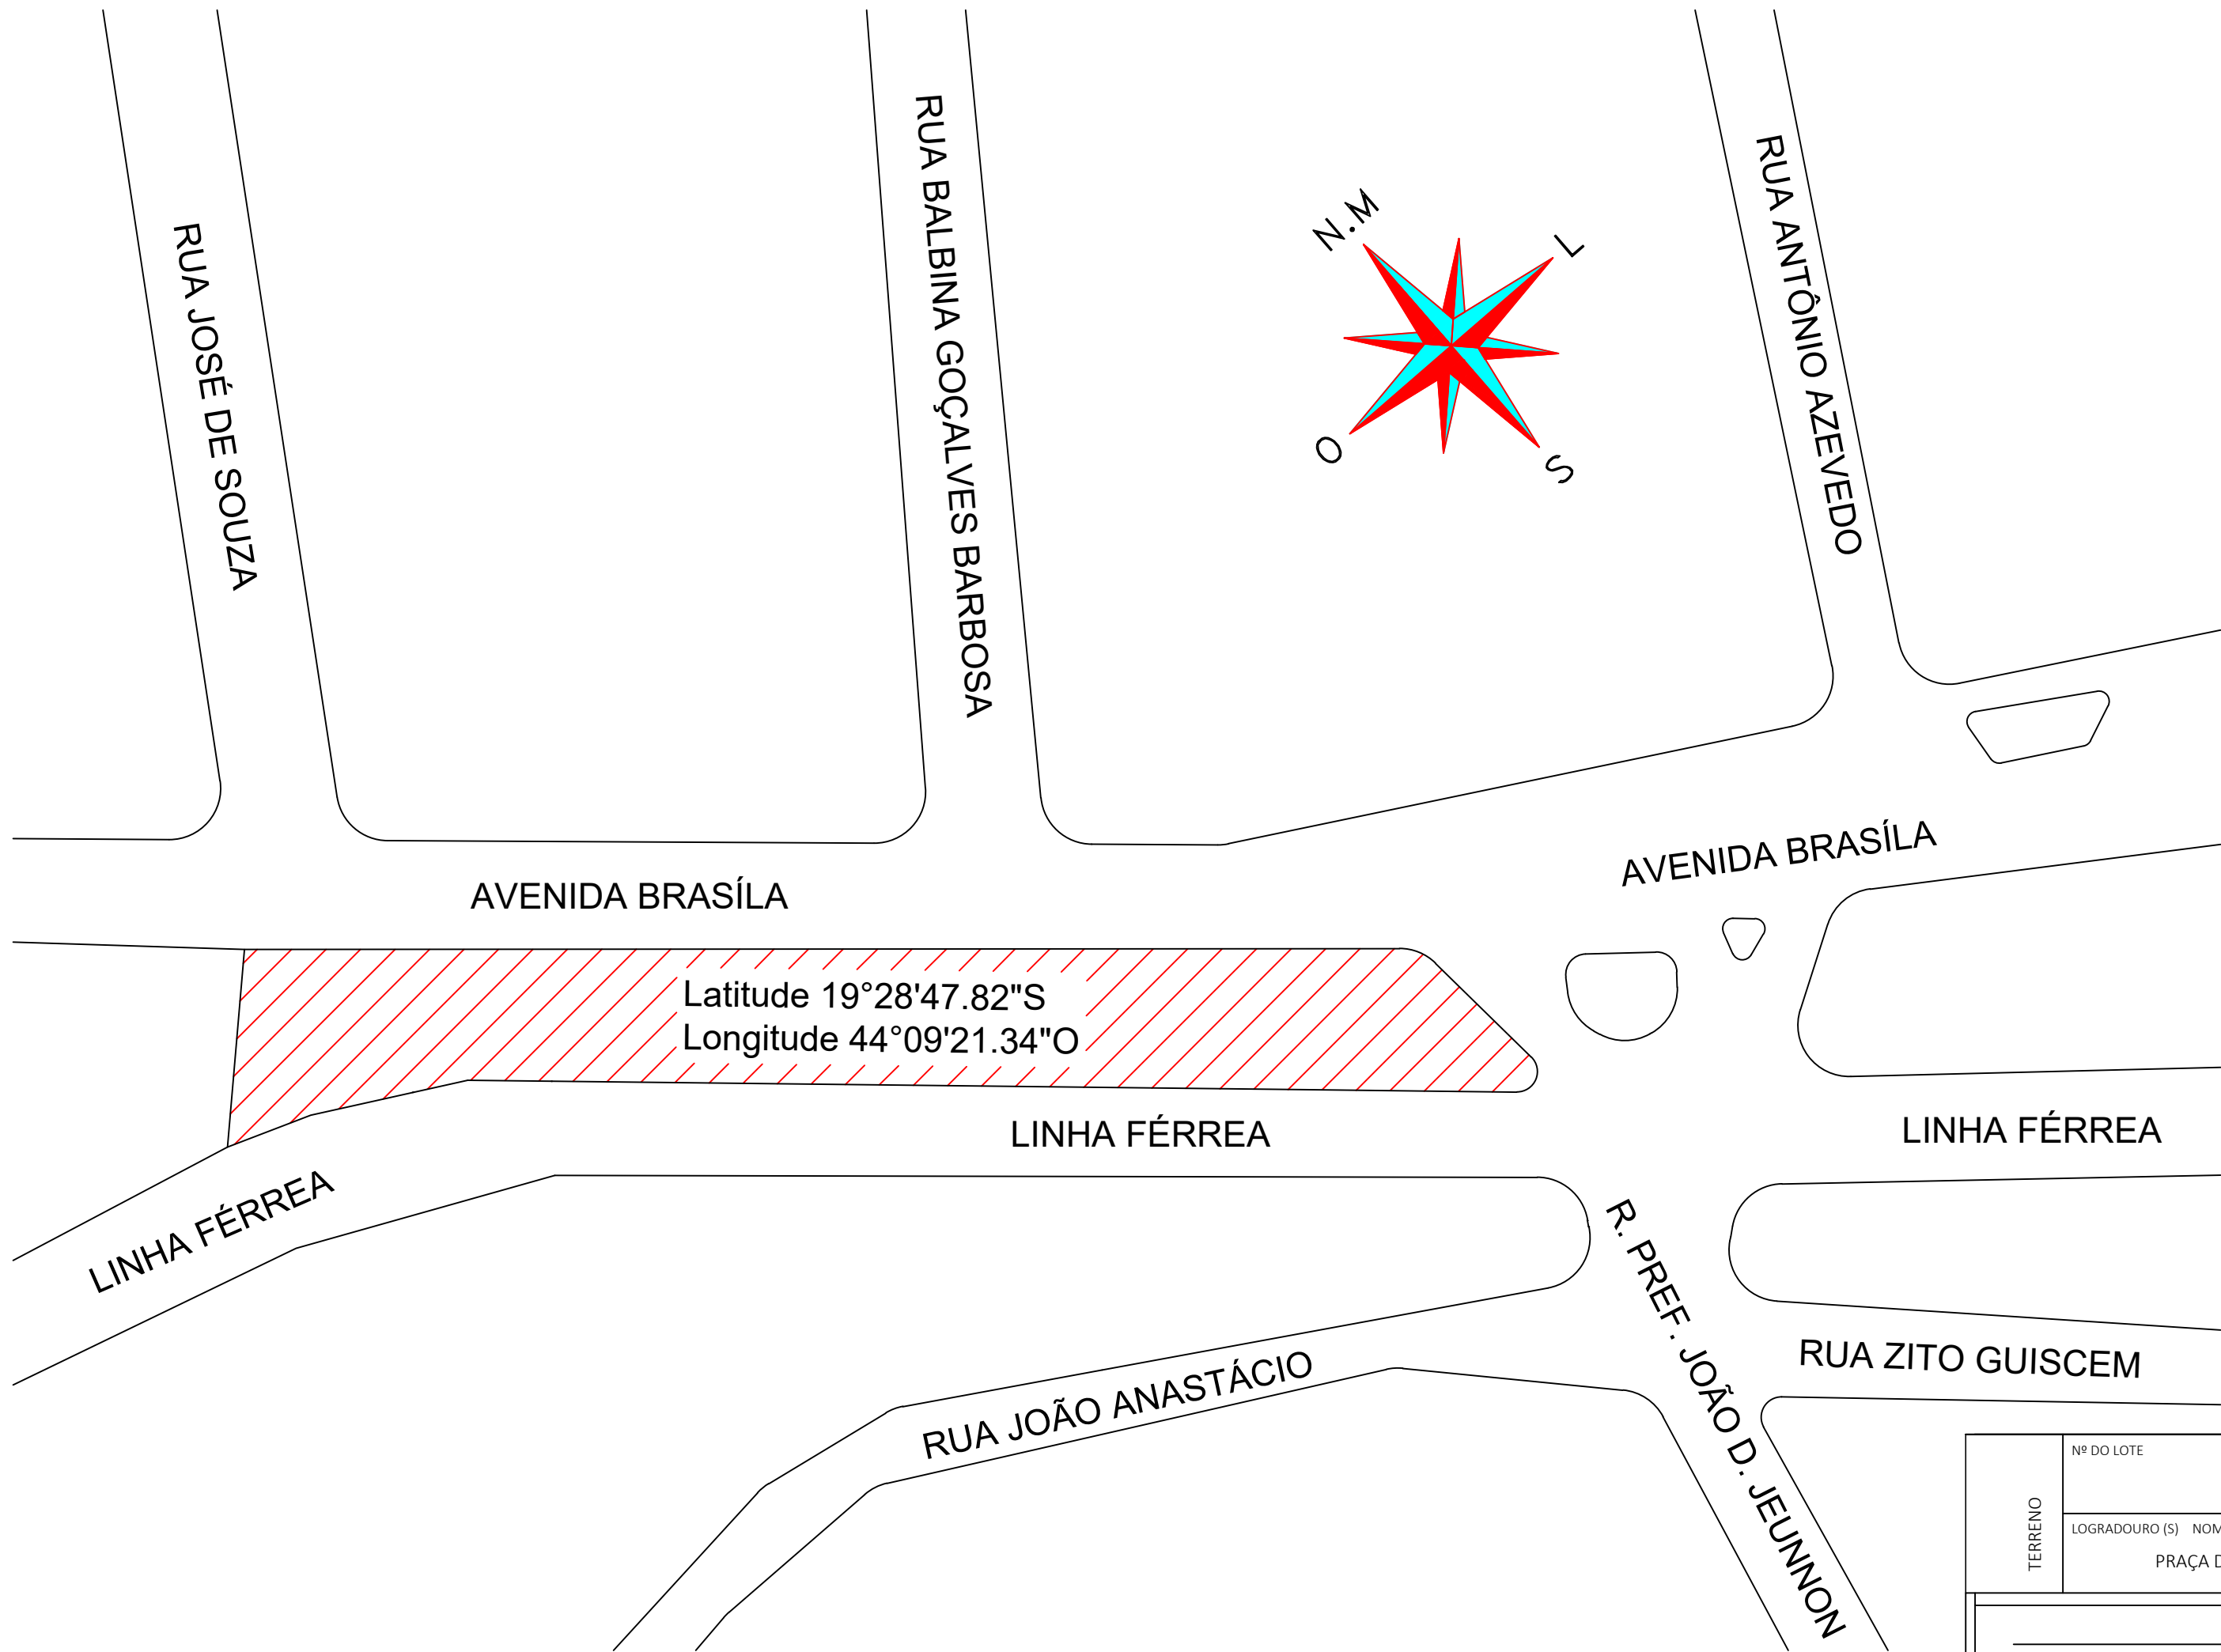 RUA JOSÉ DE SOUZA
RUA BALBINA GOÇALVES BARBOSA
N.M
L
O
S
RUA ANTÔNIO AZEVEDO
AVENIDA BRASÍLA
AVENIDA BRASÍLA
Latitude 19°28'47.82"S
Longitude 44°09'21.34"O
LINHA FÉRREA
LINHA FÉRREA
LINHA FÉRREA
R. PREF. JOÃO D. JEUNNON
RUA ZITO GUISCEM
RUA JOÃO ANASTÁCIO
TERRENO
Nº DO LOTE
LOGRADOURO (S) NOM
PRAÇA D